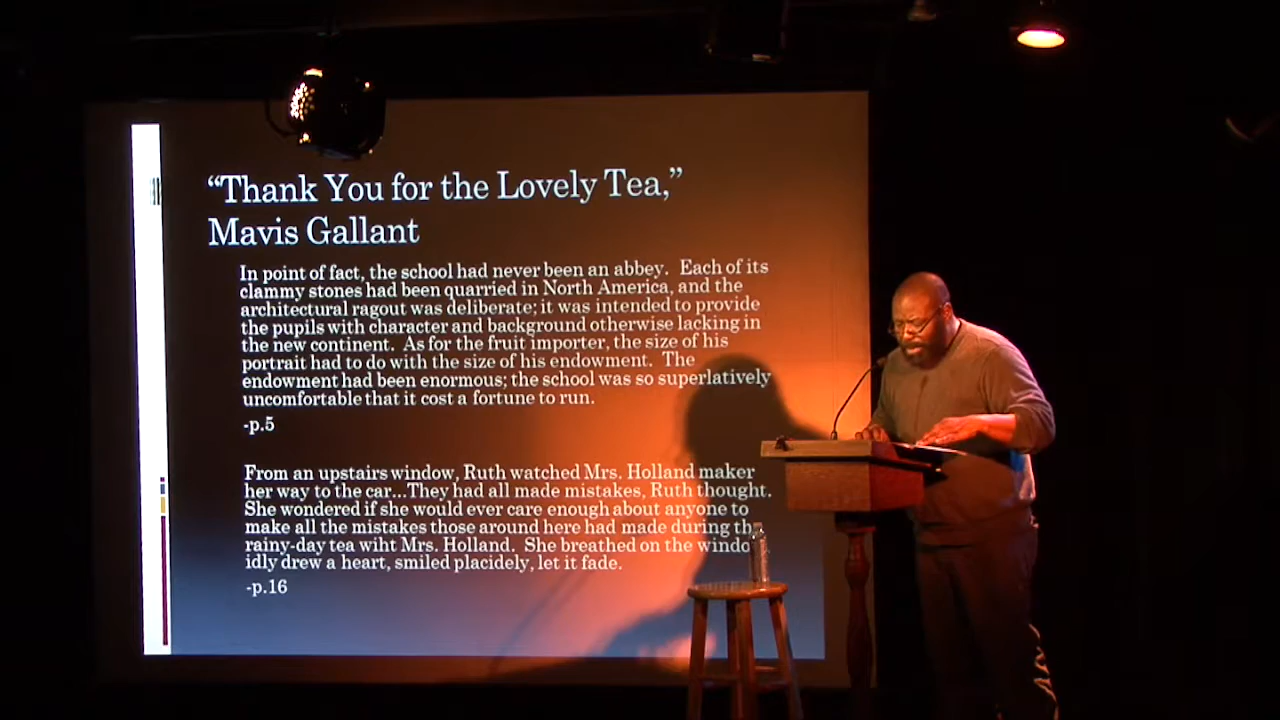 “Thank You for the Lovely Tea,”
Mavis Gallant
In point of fact, the school had never been an abbey. Each of its
clammy stones had been quarried in North America, and the
architectural ragout was deliberate; it was intended to provide
the pupils with character and background otherwise lacking in
the new continent. As for the fruit importer, the size of his
portrait had to do with the size of his endowment. The
endowment had been enormous; the school was so superlatively
uncomfortable that it cost a fortune to run.
-p.5
From an upstairs window, Ruth watched Mrs. Holland maker
her way to the car...They had all made mistakes, Ruth thought.
She wondered if she would ever care enough about anyone to
make all the mistakes those around here had made during th
rainy-day tea wiht Mrs. Holland. She breathed on the windo
idly drew a heart, smiled placidely, let it fade.
-p.16